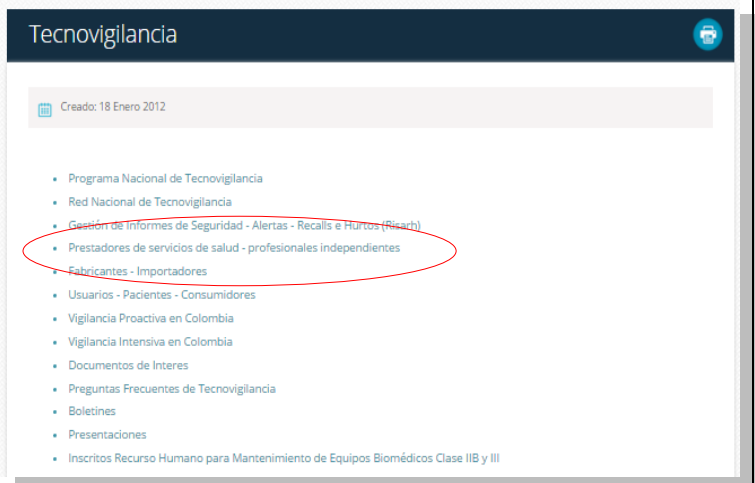 Tecnovigilancia
Creado: 18 Enero 2012
Programa Nacional de Tecnovigilancia
Red Nacional de Tecnovigilancia
Gestión de Informes de Seguridad - Alertas - Recalls e Hurtos (Risarh)
Prestadores de servicios de salud - profesionales independientes
Fabricantes - Importadores
Usuarios - Pacientes - Consumidores
Vigilancia Proactiva en Colombia
Vigilancia Intensiva en Colombia
Documentos de Interes
Preguntas Frecuentes de Tecnovigilancia
Boletines
Presentaciones
Inscritos Recurso Humano para Mantenimiento de Equipos Biomédicos Clase IIB y III